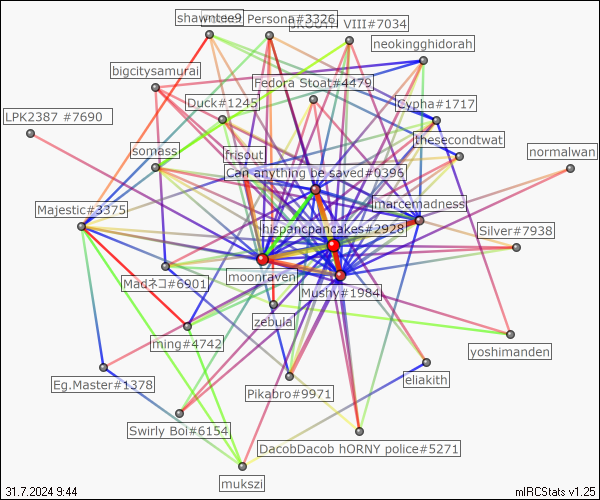 shawntee9
Persona#3326
VIII#7034
neokingghidorah
bigcitysamurai
Fedora Stoat#4479
Duck#1245
Cypha#1717
LPK2387 #7690
thesecondtwat
somass
frisout
normalwan
Can anything be saved#0396
Majestic#3375
marcemadness
hispancpancakes#2928
Silver#7938
moonraven
Madネコ#6901
Mushy#1984
zebula
ming#4742
yoshimanden
Eg.Master#1378
eliakith
Pikabro#9971
Swirly Boi#6154
DacobDacob hORNY police#5271
mukszi
31.7.2024 9:44
mIRCStats v1.25